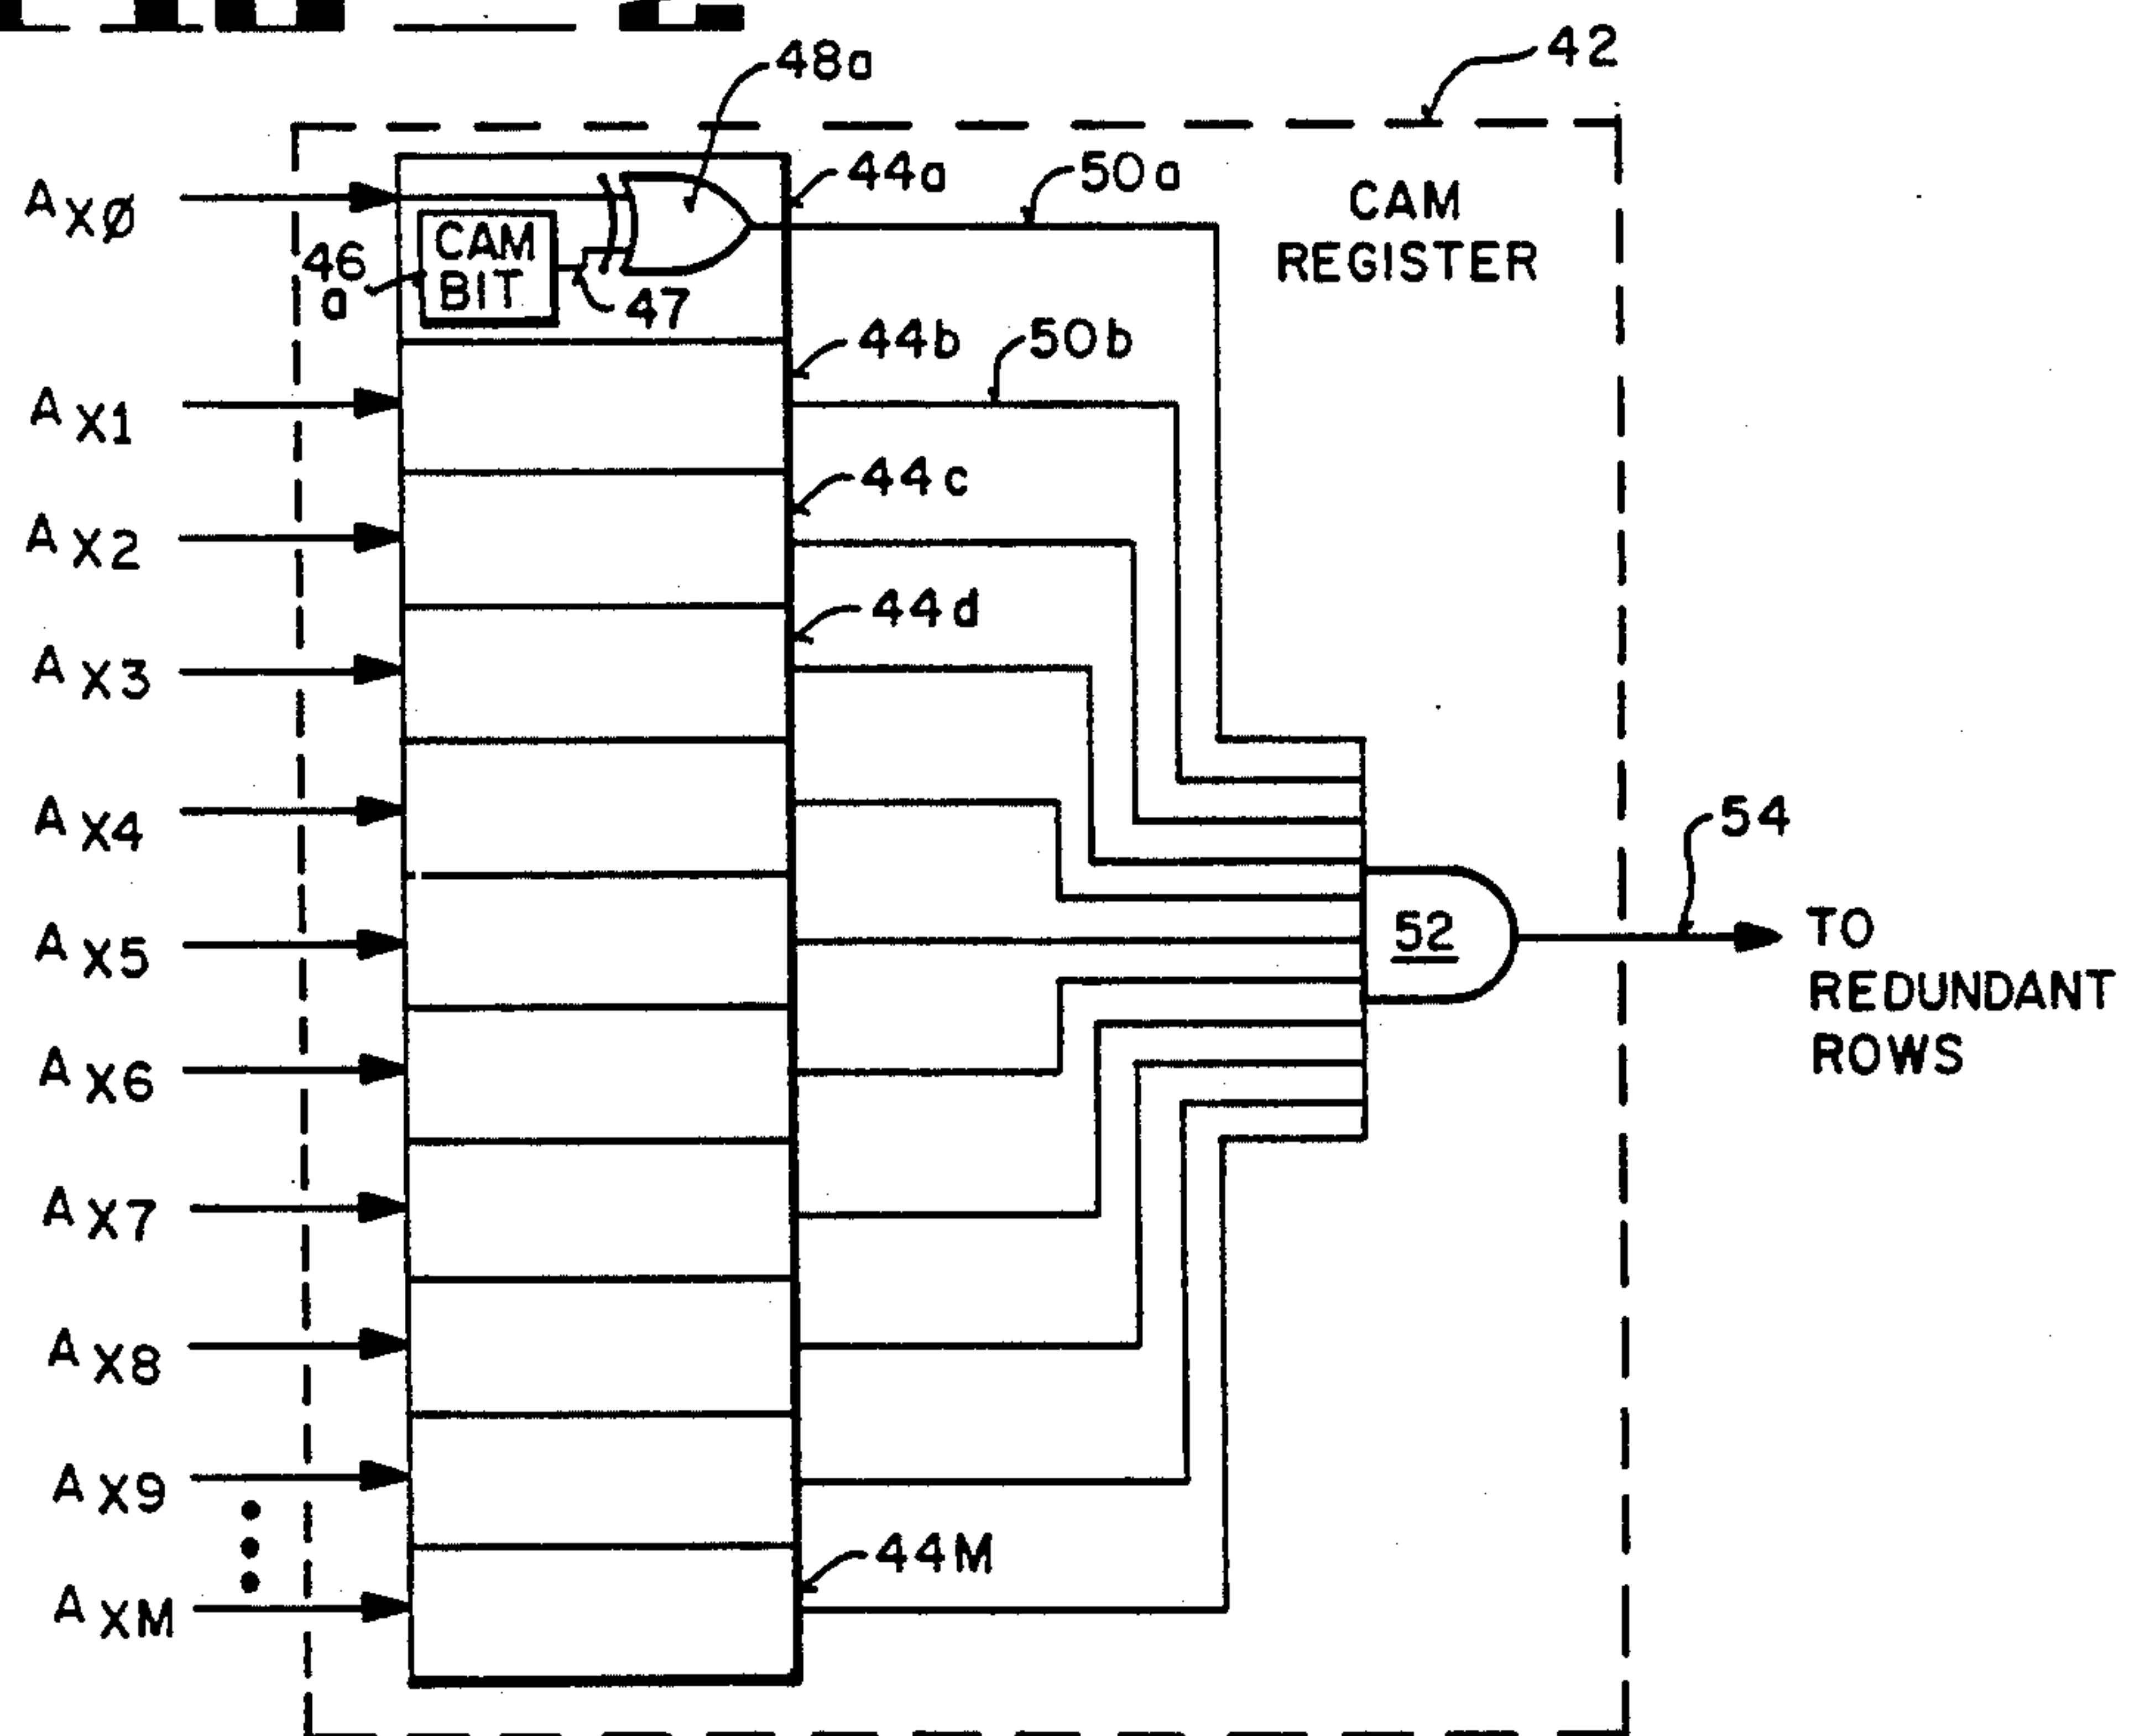 48a
42
44a
50a
CAM
REGISTER
AXØ
46
a
CAM
BIT
47
44b
50b
AX1
44c
AX2
44d
AX3
AX4
54
AX5
52
TO
REDUNDANT
ROWS
AX6
AX7
AX8
AX9
44M
AXM